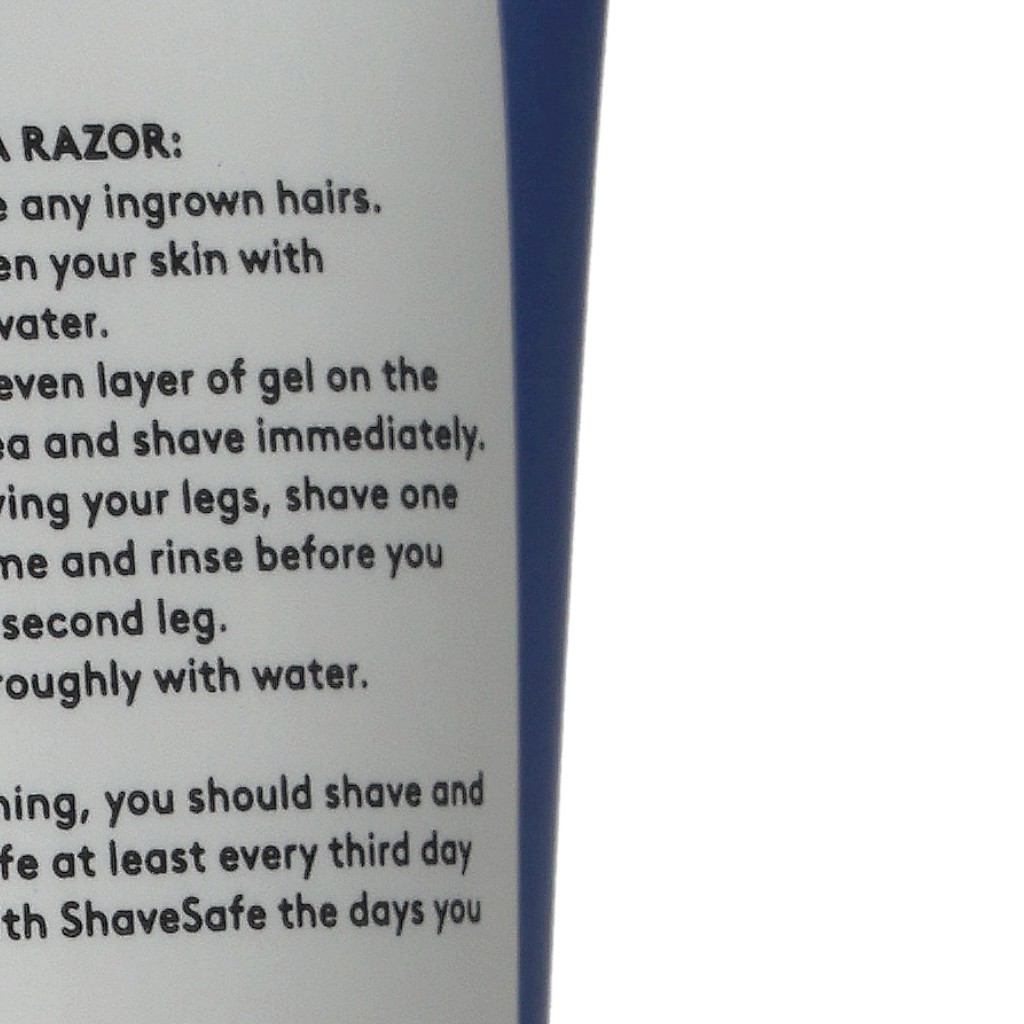 A RAZOR:
e any ingrown hairs.
en your skin with
water.
even layer of gel on the
ea and shave immediately.
ving your legs, shave one
me and rinse before you
second leg.
roughly with water.
ning, you should shave and
fe at least every third day
th ShaveSafe the days you